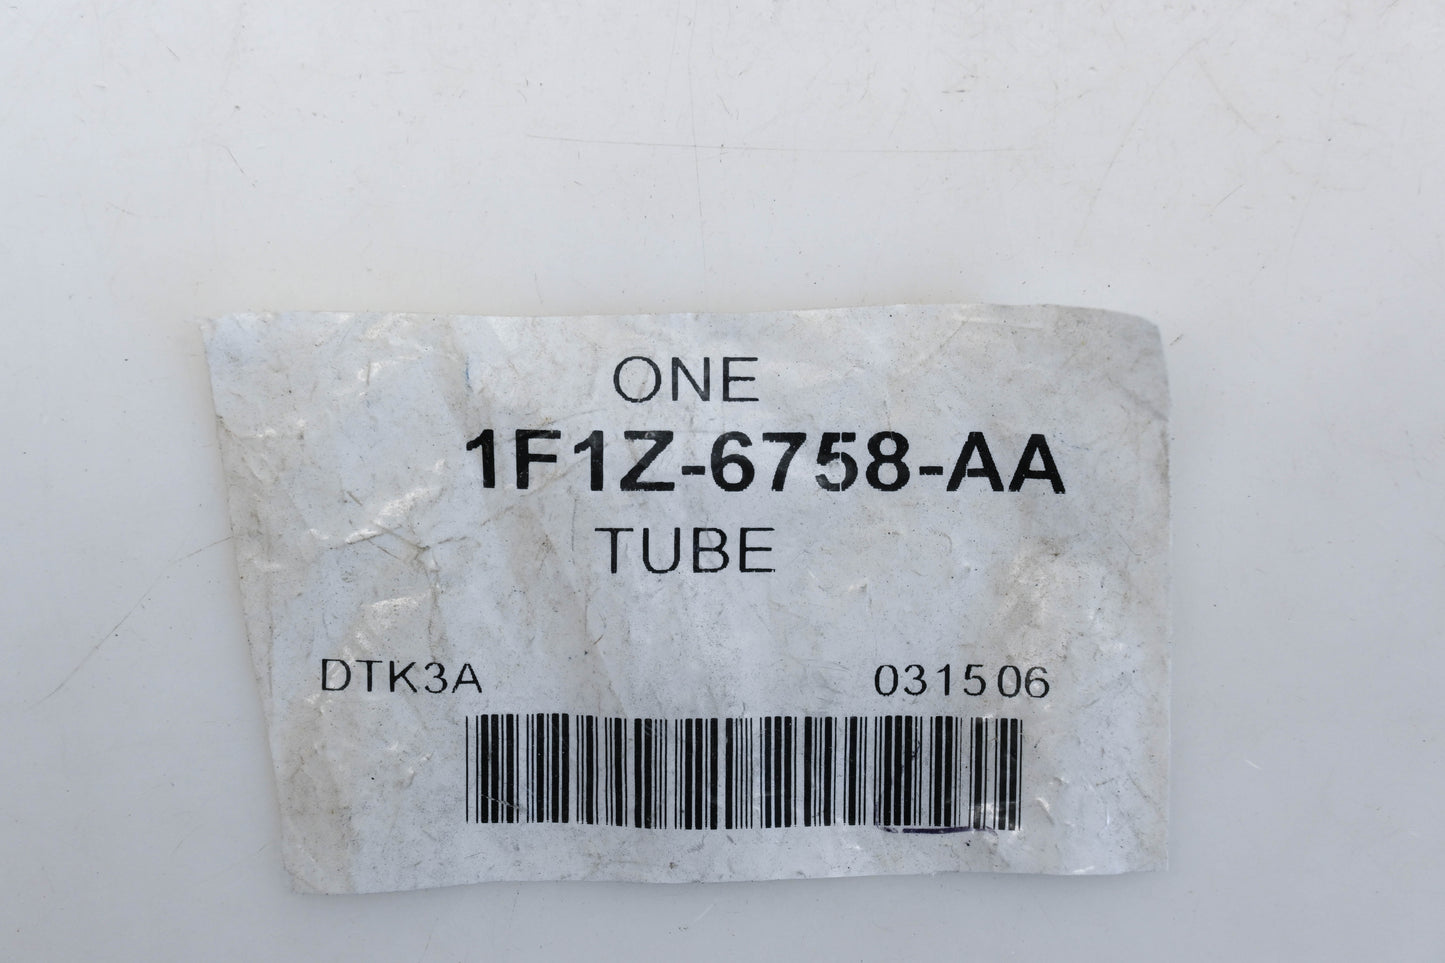 ONE
1F1Z-6758-AA
TUBE
DTK3A 031506